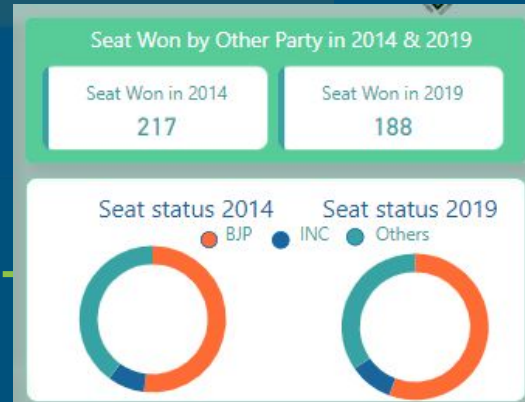 Seat Won by Other Party in 2014 & 2019
Seat Won in 2014
217
Seat Won in 2019
188
Seat status 2014
Seat status 2019
BJP
INC
Others